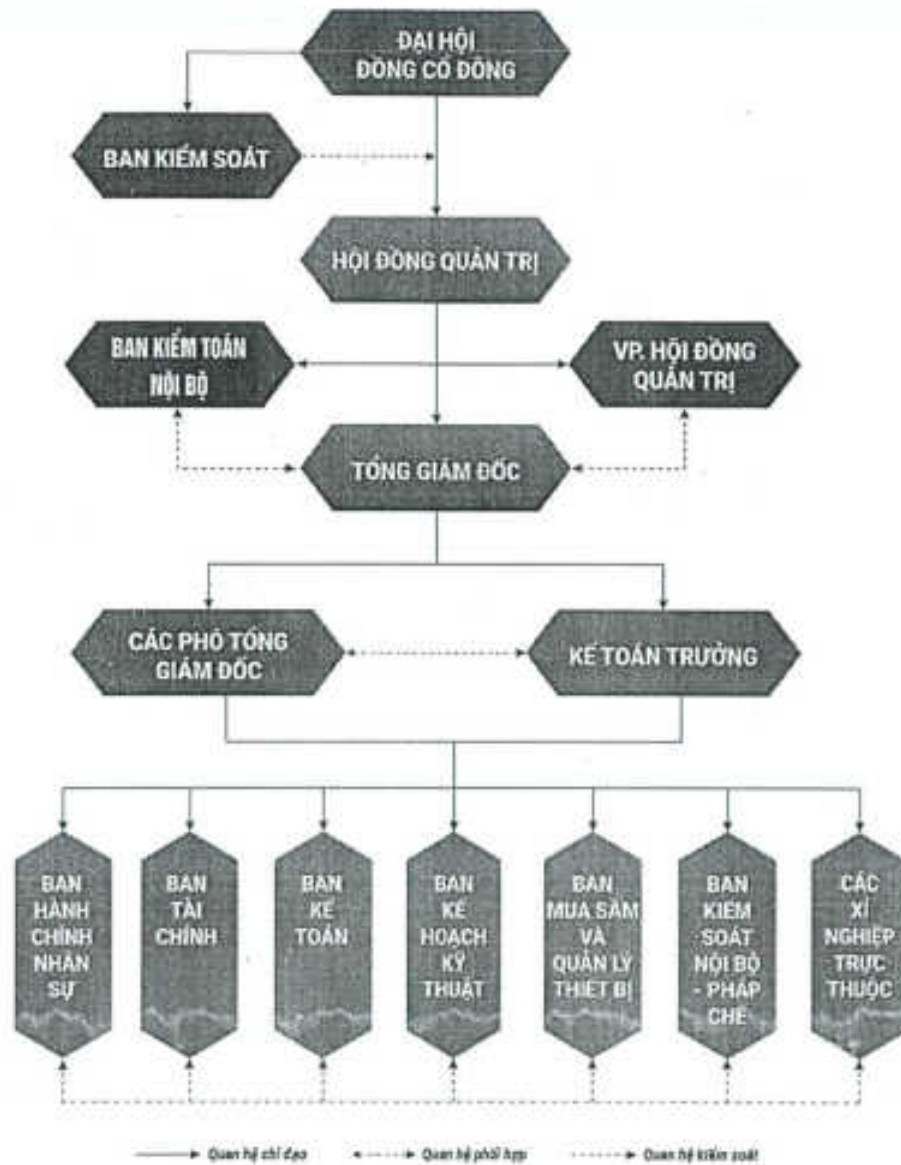 ĐẠI HỘI
ĐỒNG CỔ ĐÔNG
BAN KIỂM SOÁT
HỘI ĐỒNG QUẢN TRỊ
BAN KIỂM TOÁN
NỘI BỘ
VP. HỘI ĐỒNG
QUẢN TRỊ
TỔNG GIÁM ĐỐC
CÁC PHÓ TỔNG
GIÁM ĐỐC
KẾ TOÁN TRƯỞNG
BAN
HÀNH
CHÍNH
NHÂN
SỰ
BAN
TÀI
CHÍNH
BAN
KẾ
TOÁN
BAN
KẾ
HOẠCH
KỸ
THUẬT
BAN
MUA SẮM
VÀ
QUẢN LÝ
THIẾT BỊ
BAN
KIỂM
SOÁT
NỘI BỘ
- PHÁP
CHẾ
CÁC
XÍ
NGHIỆP
TRỰC
THUỘC
Quan hệ chỉ đạo
Quan hệ phối hợp
Quan hệ kiểm soát